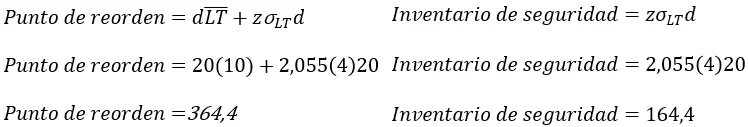 Punto de reorden = dL̅T̅ + zσ_LT d
Inventario de seguridad = zσ_LT d
Punto de reorden = 20(10) + 2,055(4)20
Inventario de seguridad = 2,055(4)20
Punto de reorden =364,4
Inventario de seguridad = 164,4